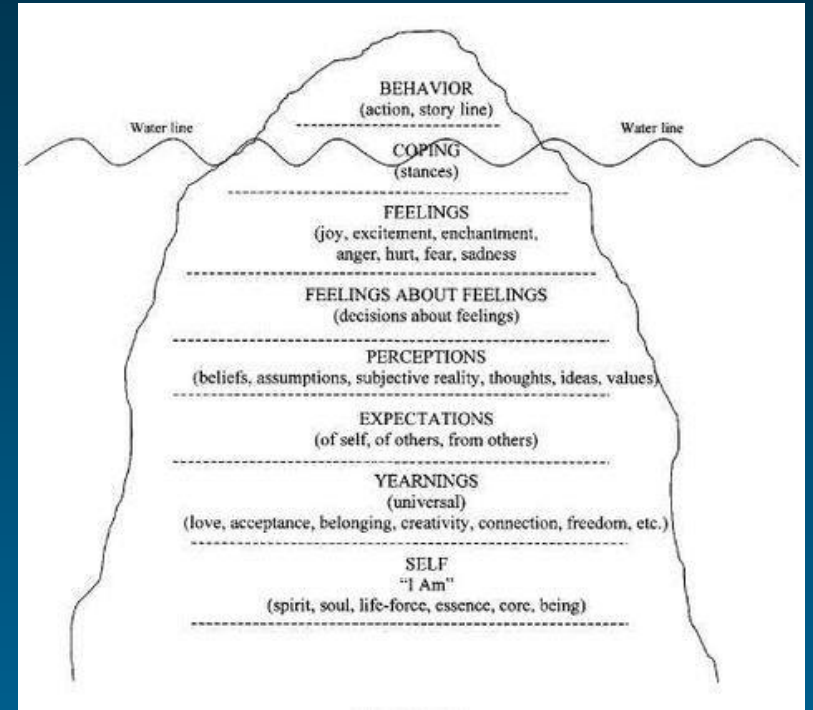 BEHAVIOR
(action, story line)
Water line
Water line
COPING
(stances)
FEELINGS
(joy, excitement, enchantment,
anger, hurt, fear, sadness
FEELINGS ABOUT FEELINGS
(decisions about feelings)
PERCEPTIONS
(beliefs, assumptions, subjective reality, thoughts, ideas, values)
EXPECTATIONS
(of self, of others, from others)
YEARNINGS
(universal)
(love, acceptance, belonging, creativity, connection, freedom, etc.)
SELF
“I Am”
(spirit, soul, life-force, essence, core, being)